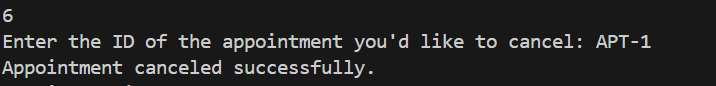 6
Enter the ID of the appointment you'd like to cancel: APT-1
Appointment canceled successfully.